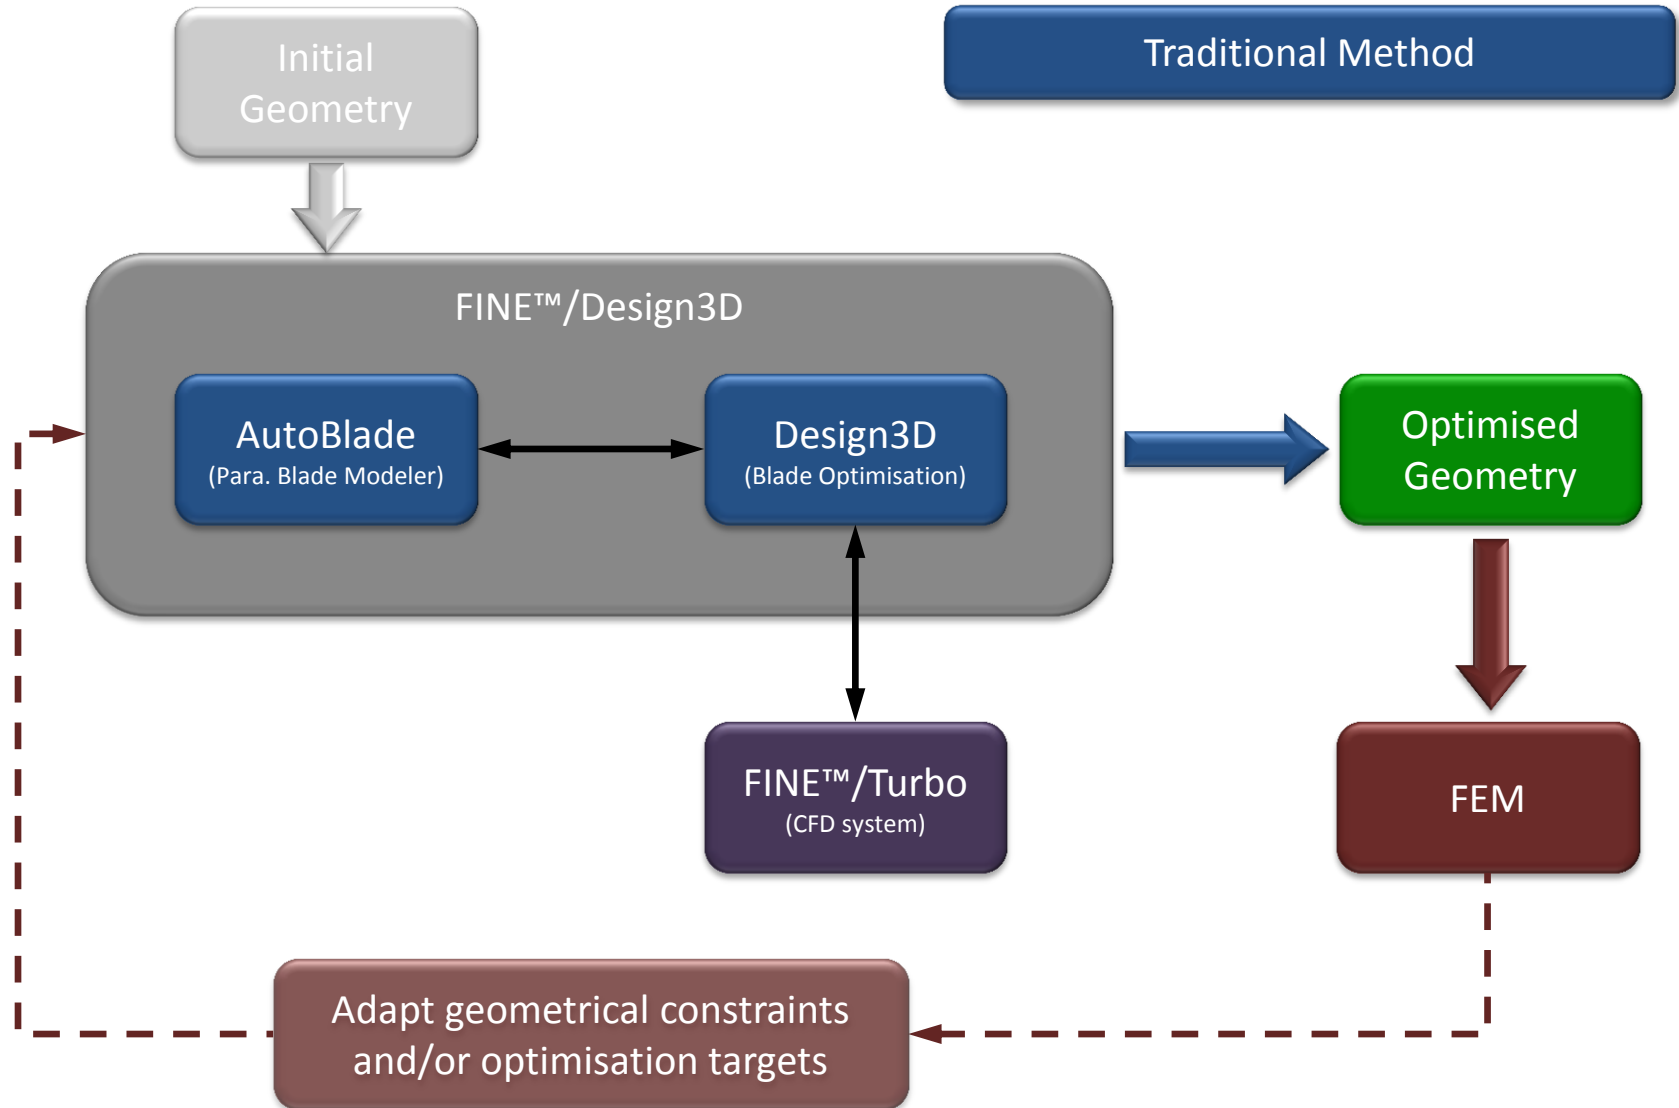 Initial
Geometry
Traditional Method
FINE™/Design3D
AutoBlade
(Para. Blade Modeler)
Design3D
(Blade Optimisation)
Optimised
Geometry
FINE™/Turbo
(CFD system)
FEM
Adapt geometrical constraints
and/or optimisation targets